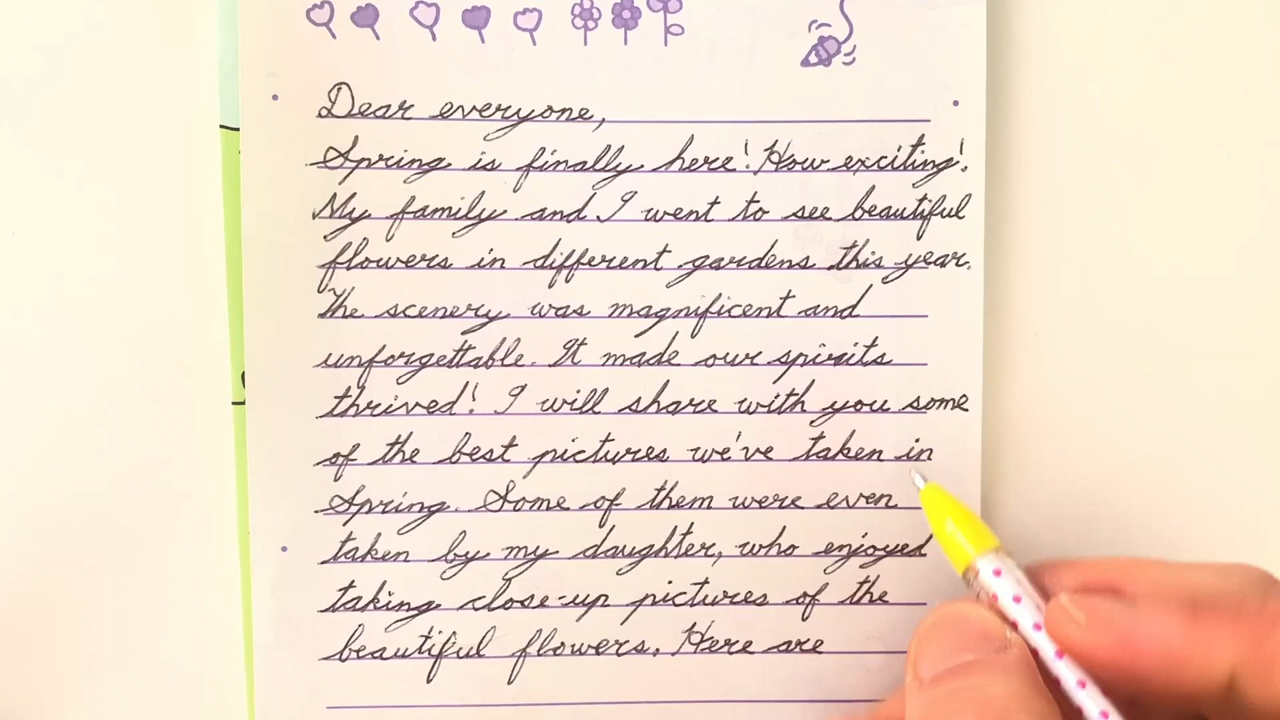 Dear everyone,
Spring is finally here! How exciting!
My family and I went to see beautiful
flowers in different gardens this year.
The scenery was magnificent and
unforgettable. It made our spirits
thrived! I will share with you some
of the best pictures we've taken in
Spring. Some of them were even
taken by my daughter, who enjoyed
taking close-up pictures of the
beautiful flowers. Here are